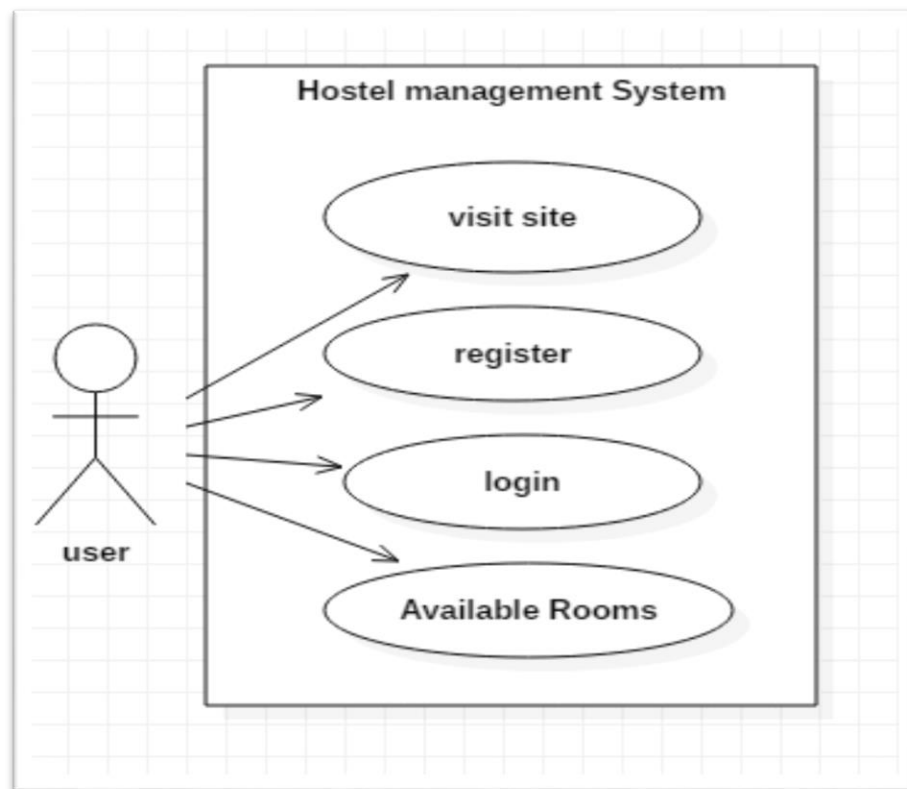 Hostel management System
visit site
register
login
user
Available Rooms